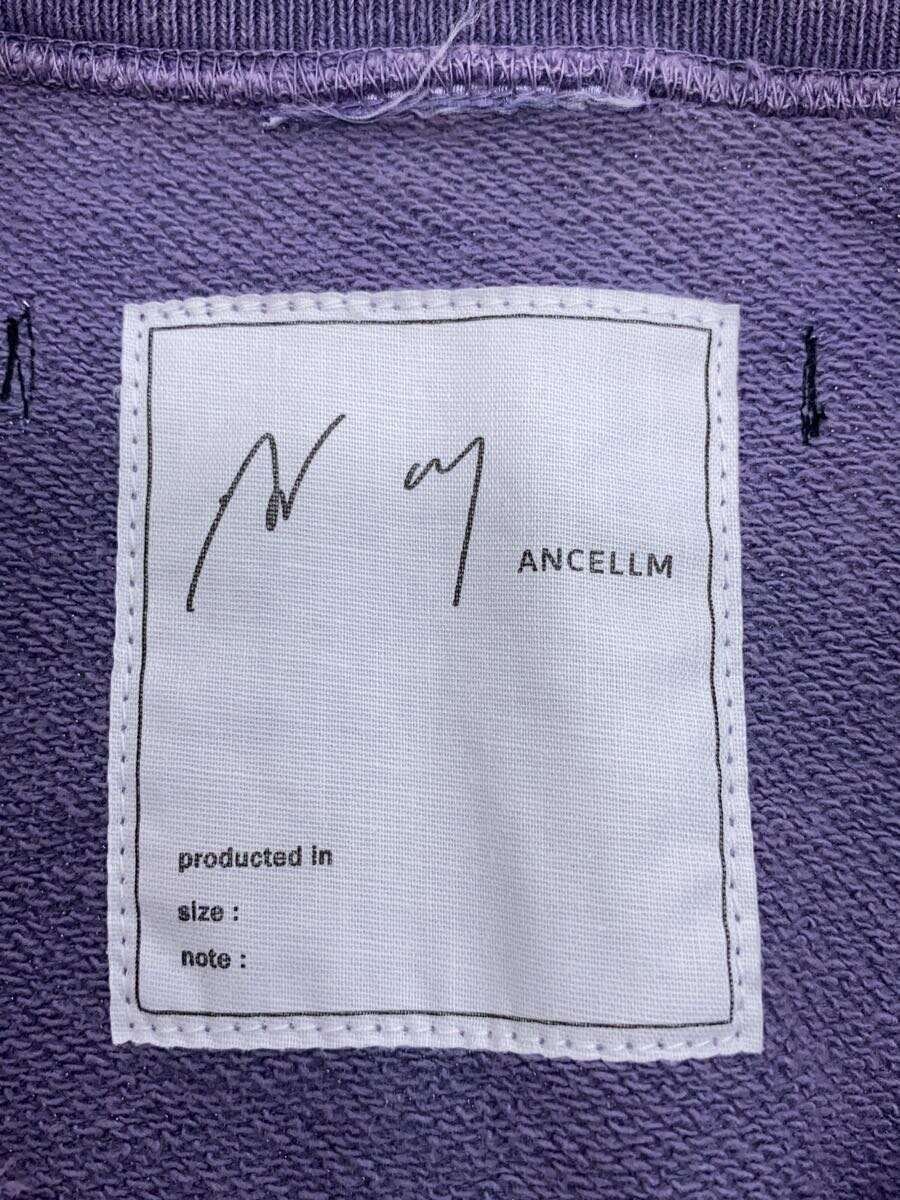 ANCELLM
producted in
size :
note :